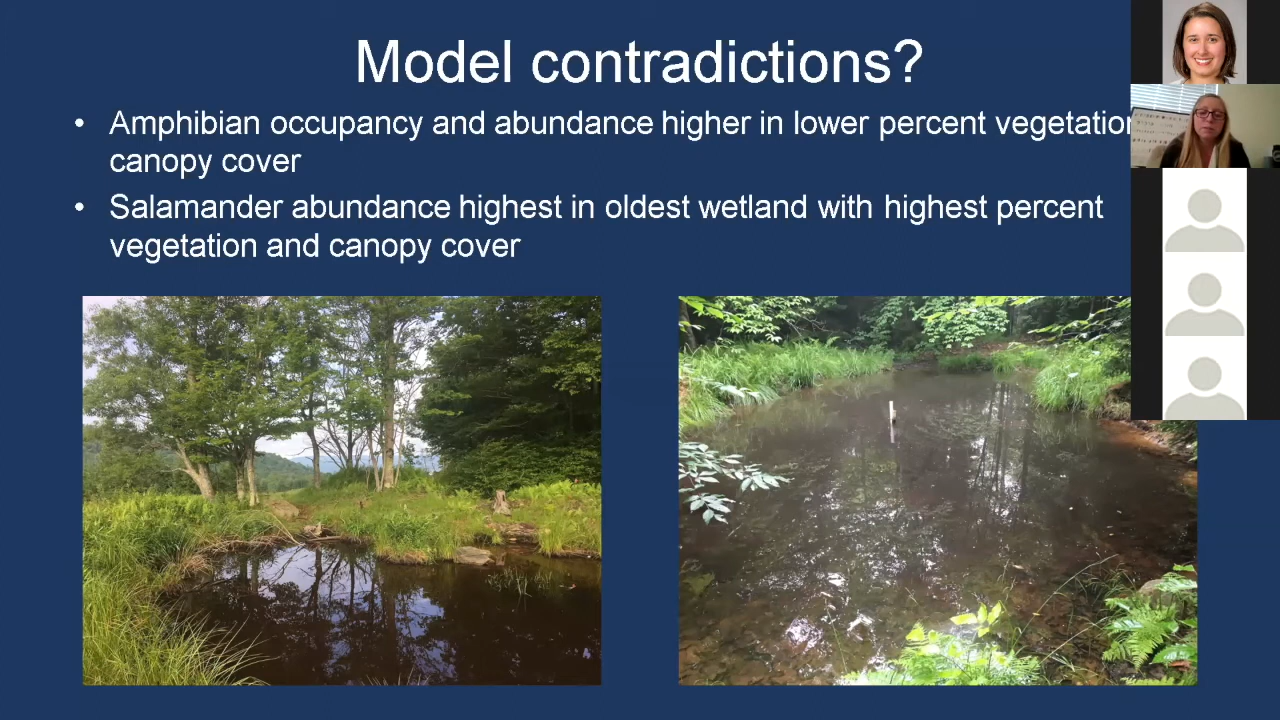 Model contradictions?
• Amphibian occupancy and abundance higher in lower percent vegetation
canopy cover
• Salamander abundance highest in oldest wetland with highest percent
vegetation and canopy cover